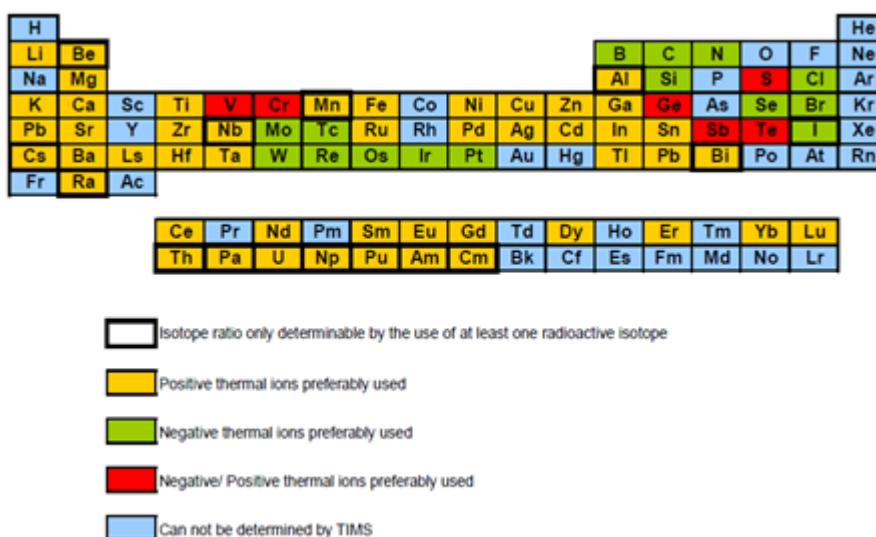 H He
Li Be B C N O F Ne
Na Mg Al Si P S Cl Ar
K Ca Sc Ti V Cr Mn Fe Co Ni Cu Zn Ga Ge As Se Br Kr
Pb Sr Y Zr Nb Mo Tc Ru Rh Pd Ag Cd In Sn Sb Te I Xe
Cs Ba Ls Hf Ta W Re Os Ir Pt Au Hg Tl Pb Bi Po At Rn
Fr Ra Ac
Ce Pr Nd Pm Sm Eu Gd Td Dy Ho Er Tm Yb Lu
Th Pa U Np Pu Am Cm Bk Cf Es Fm Md No Lr
Isotope ratio only determinable by the use of at least one radioactive isotope
Positive thermal ions preferably used
Negative thermal ions preferably used
Negative/ Positive thermal ions preferably used
Can not be determined by TIMS